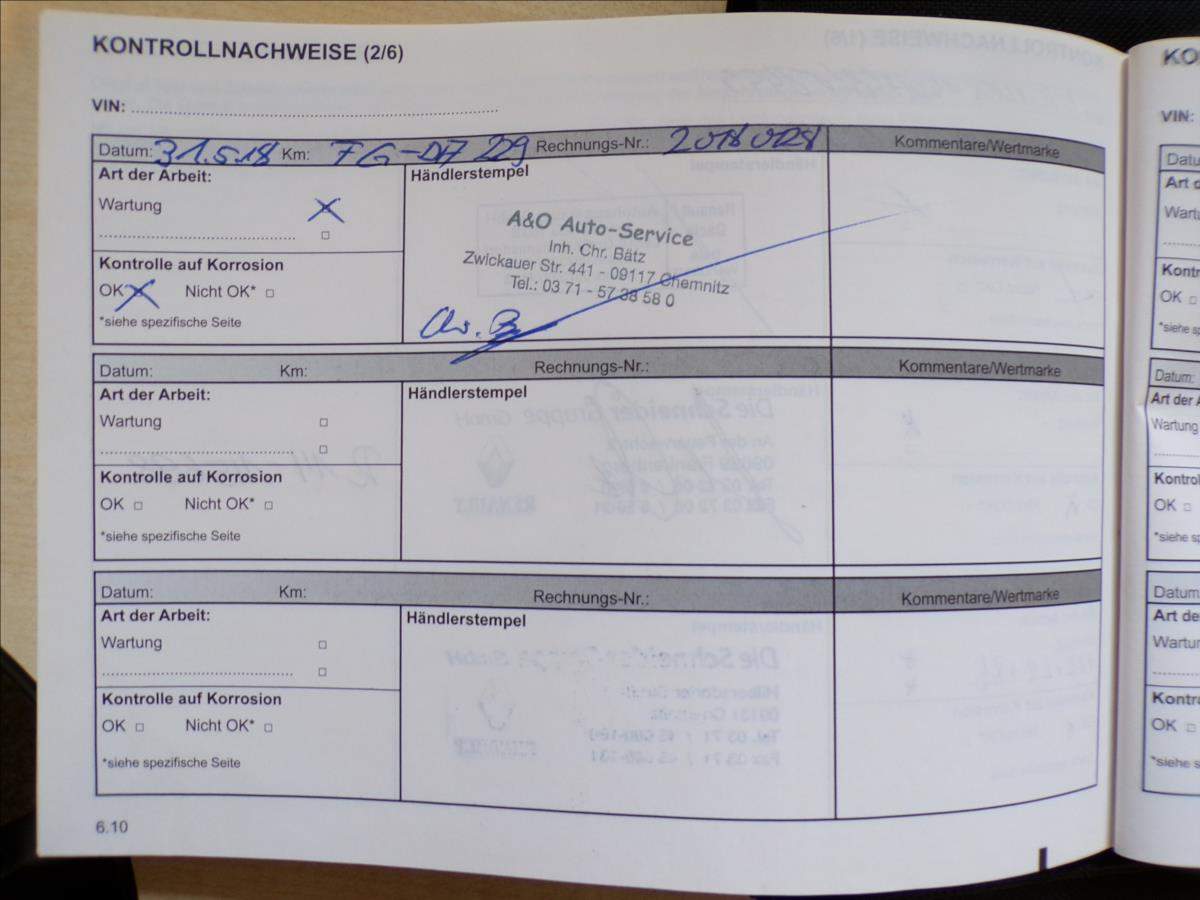 KONTROLLNACHWEISE (2/6)
VIN:
Datum: 31.5.18 Km: FG-DA 229 Rechnungs-Nr.: 2018028 Kommentare/Wertmarke
Art der Arbeit:
Händlerstempel
Wartung
A&O Auto-Service
Inh. Chr. Bätz
Zwickauer Str. 441 - 09117 Chemnitz
Tel.: 03 71 - 57 38 58 0
Kontrolle auf Korrosion
OK Nicht OK*
*siehe spezifische Seite
Datum: Km: Rechnungs-Nr.: Kommentare/Wertmarke
Art der Arbeit:
Händlerstempel
Wartung
Kontrolle auf Korrosion
OK Nicht OK*
*siehe spezifische Seite
Datum: Km: Rechnungs-Nr.: Kommentare/Wertmarke
Art der Arbeit:
Händlerstempel
Wartung
Kontrolle auf Korrosion
OK Nicht OK*
*siehe spezifische Seite
6.10
VIN: